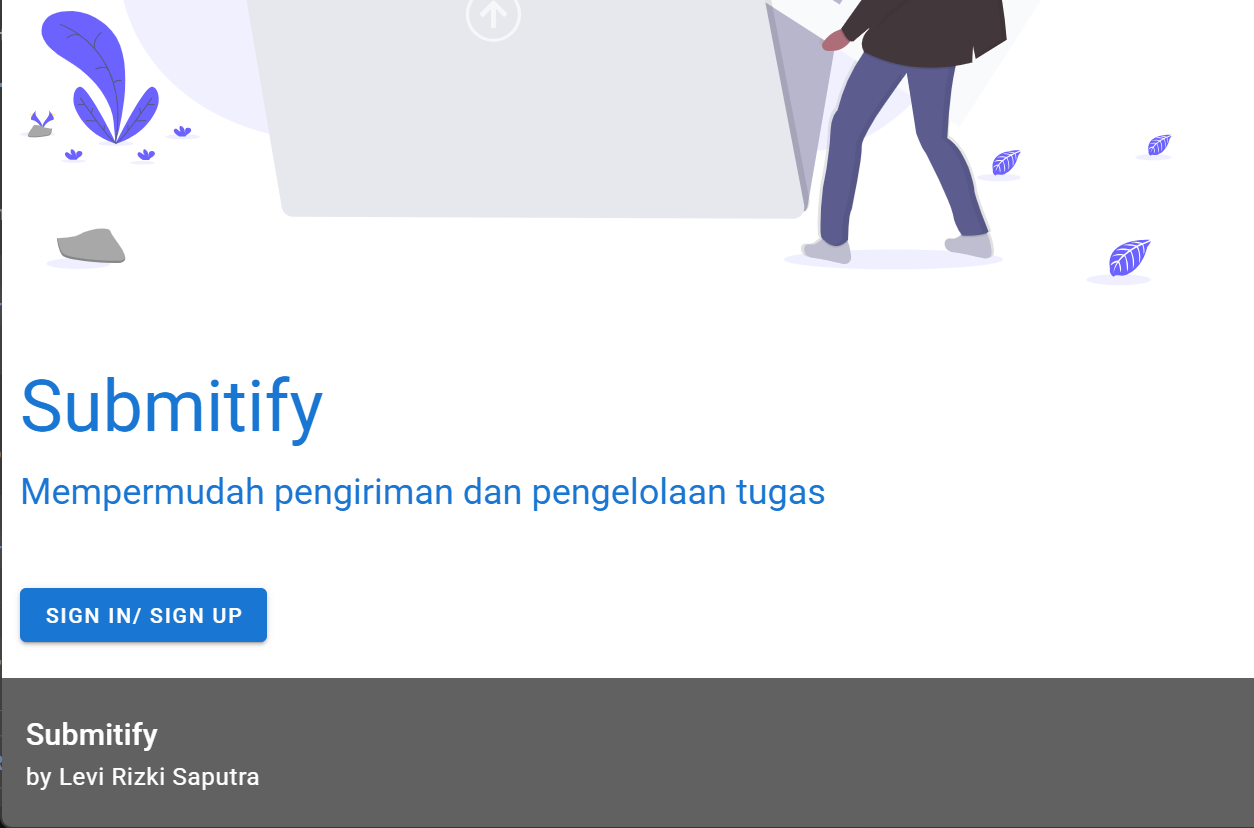 Submitify
Mempermudah pengiriman dan pengelolaan tugas
SIGN IN/ SIGN UP
Submitify
by Levi Rizki Saputra